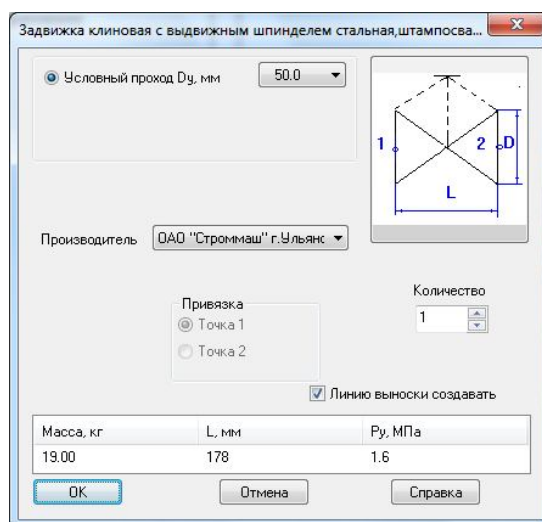 Задвижка клиновая с выдвижным шпинделем стальная,штампосва...
Условный проход Dy, мм
50.0
1
2
D
L
Производитель
ОАО "Строммаш" г.Ульянс
Количество
1
Привязка
Точка 1
Точка 2
Линию выноски создавать
Масса, кг L, мм Py, МПа
19.00 178 1.6
OK Отмена Справка